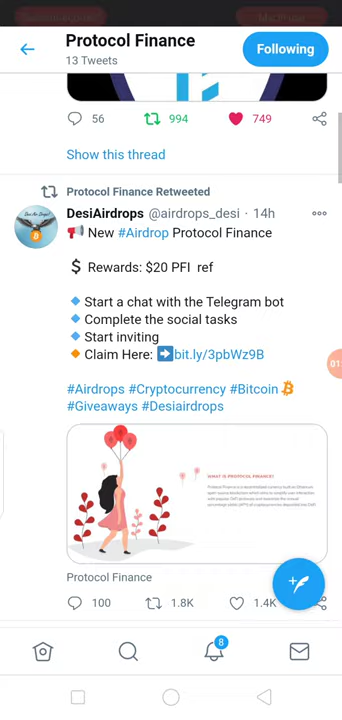 Protocol Finance
13 Tweets
Following
56
994
749
Show this thread
Protocol Finance Retweeted
DesiAirdrops @airdrops_desi · 14h
New #Airdrop Protocol Finance
$ Rewards: $20 PFI ref
Start a chat with the Telegram bot
Complete the social tasks
Start inviting
Claim Here: ➡bit.ly/3pbWz9B
#Airdrops #Cryptocurrency #Bitcoin
#Giveaways #Desiairdrops
WHAT IS PROTOCOL FINANCE?
Protocol Finance
100
1.8K
1.4K
8